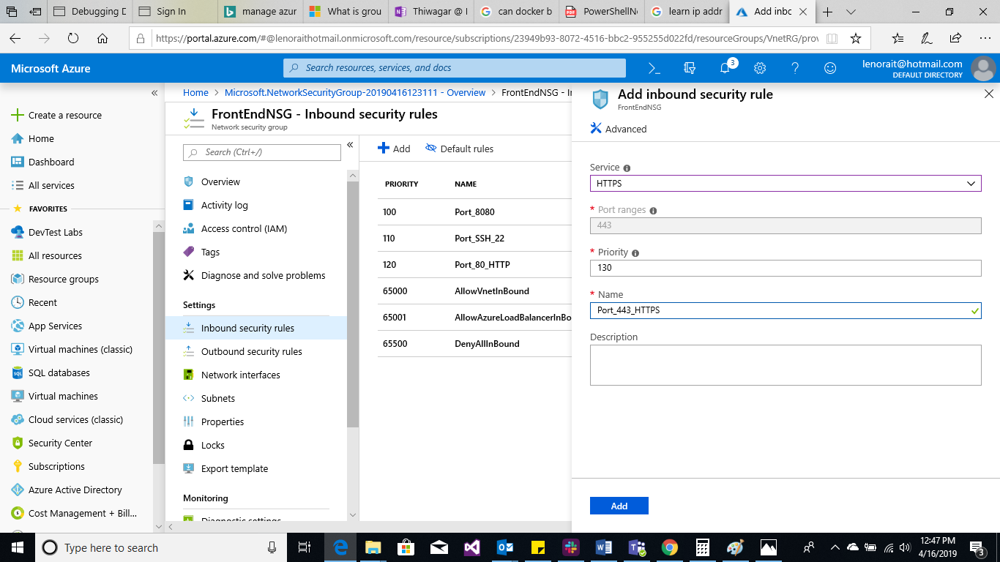 Debugging D
Sign In
manage azur
What is grou
Thiwagar @ I
can docker b
PowerShellNo
learn ip addr
Add inbo
https://portal.azure.com/#@lenoraithotmail.onmicrosoft.com/resource/subscriptions/23949b93-8072-4516-bbc2-955255d022fd/resourceGroups/VnetRG/prov
Microsoft Azure
Search resources, services, and docs
3
lenorait@hotmail.com
DEFAULT DIRECTORY
Create a resource
Home
Dashboard
All services
FAVORITES
DevTest Labs
All resources
Resource groups
Recent
App Services
Virtual machines (classic)
SQL databases
Virtual machines
Cloud services (classic)
Security Center
Subscriptions
Azure Active Directory
Cost Management + Bill...
Home > Microsoft.NetworkSecurityGroup-20190416123111 - Overview > FrontEndNSG - In
FrontEndNSG - Inbound security rules
Network security group
Search (Ctrl+/)
Overview
Activity log
Access control (IAM)
Tags
Diagnose and solve problems
Settings
Inbound security rules
Outbound security rules
Network interfaces
Subnets
Properties
Locks
Export template
Monitoring
Diagnostic settings
Add
Default rules
PRIORITY NAME
100 Port_8080
110 Port_SSH_22
120 Port_80_HTTP
65000 AllowVnetInBound
65001 AllowAzureLoadBalancerInBo
65500 DenyAllInBound
Add inbound security rule
FrontEndNSG
Advanced
Service
HTTPS
* Port ranges
443
* Priority
130
* Name
Port_443_HTTPS
Description
Add
Type here to search
12:47 PM
4/16/2019
3